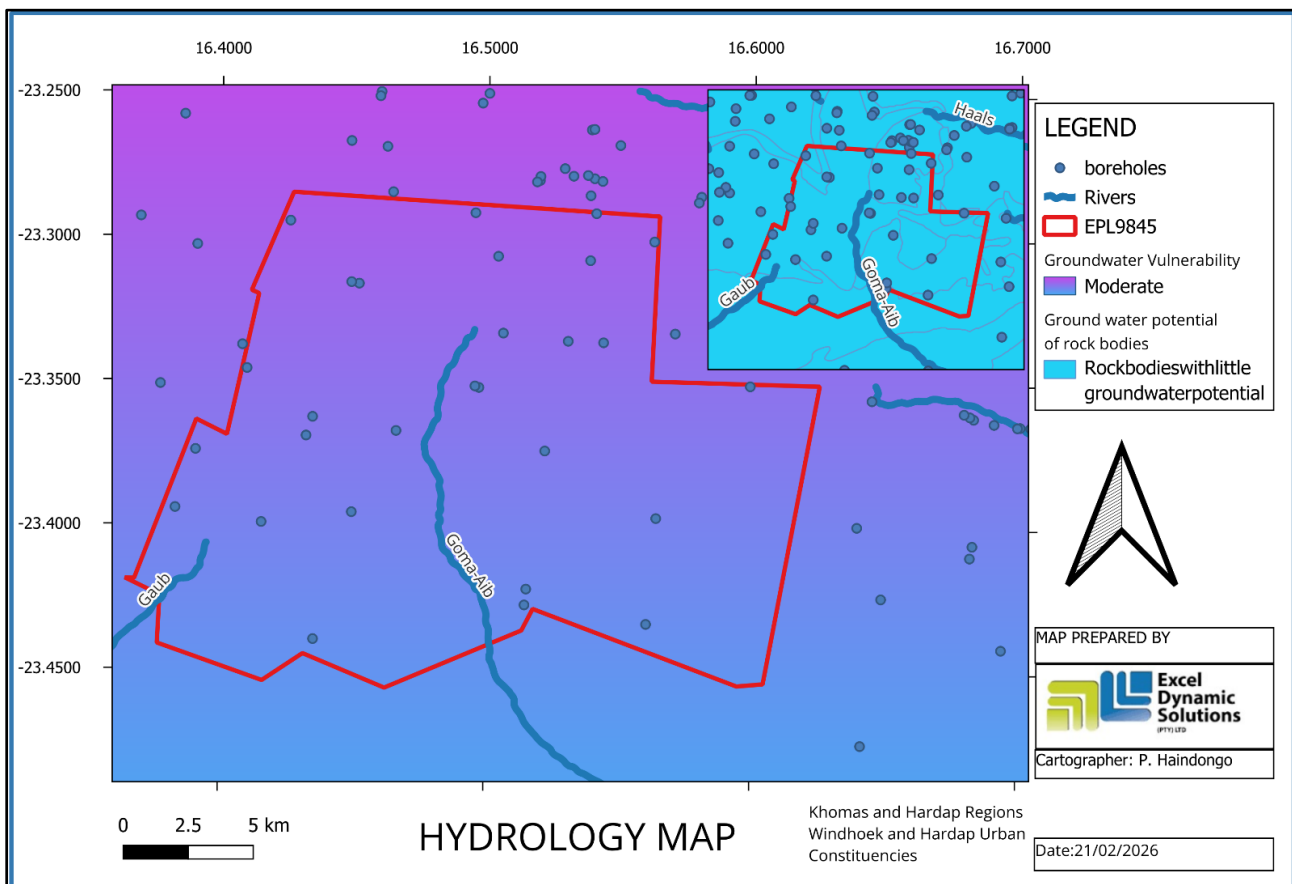 16.4000
16.5000
16.6000
16.7000
-23.2500
-23.3000
-23.3500
-23.4000
-23.4500
Gaub
Goma-Aib
Haals
Gaub
Goma-Aib
LEGEND
boreholes
Rivers
EPL9845
Groundwater Vulnerability
Moderate
Ground water potential
of rock bodies
Rockbodieswithlittle
groundwaterpotential
MAP PREPARED BY
Excel
Dynamic
Solutions
(PTY) LTD
Cartographer: P. Haindongo
Date:21/02/2026
0 2.5 5 km
HYDROLOGY MAP
Khomas and Hardap Regions
Windhoek and Hardap Urban
Constituencies